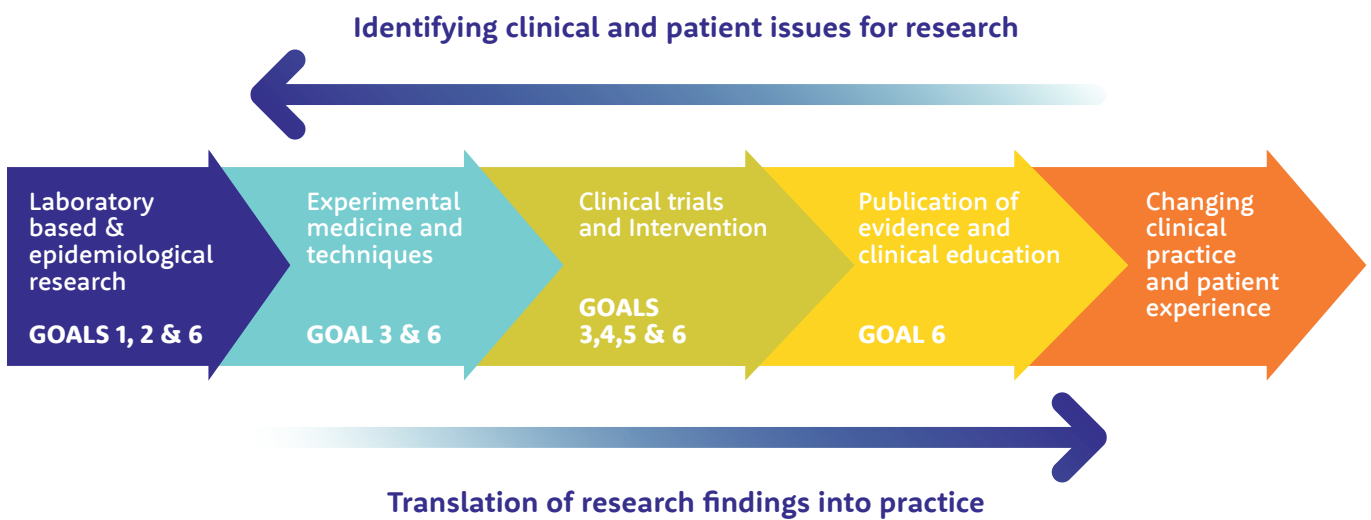 Identifying clinical and patient issues for research
Laboratory
based &
epidemiological
research
GOALS 1, 2 & 6
Experimental
medicine and
techniques
GOAL 3 & 6
Clinical trials
and Intervention
GOALS
3,4,5 & 6
Publication of
evidence and
clinical education
GOAL 6
Changing
clinical
practice
and patient
experience
Translation of research findings into practice